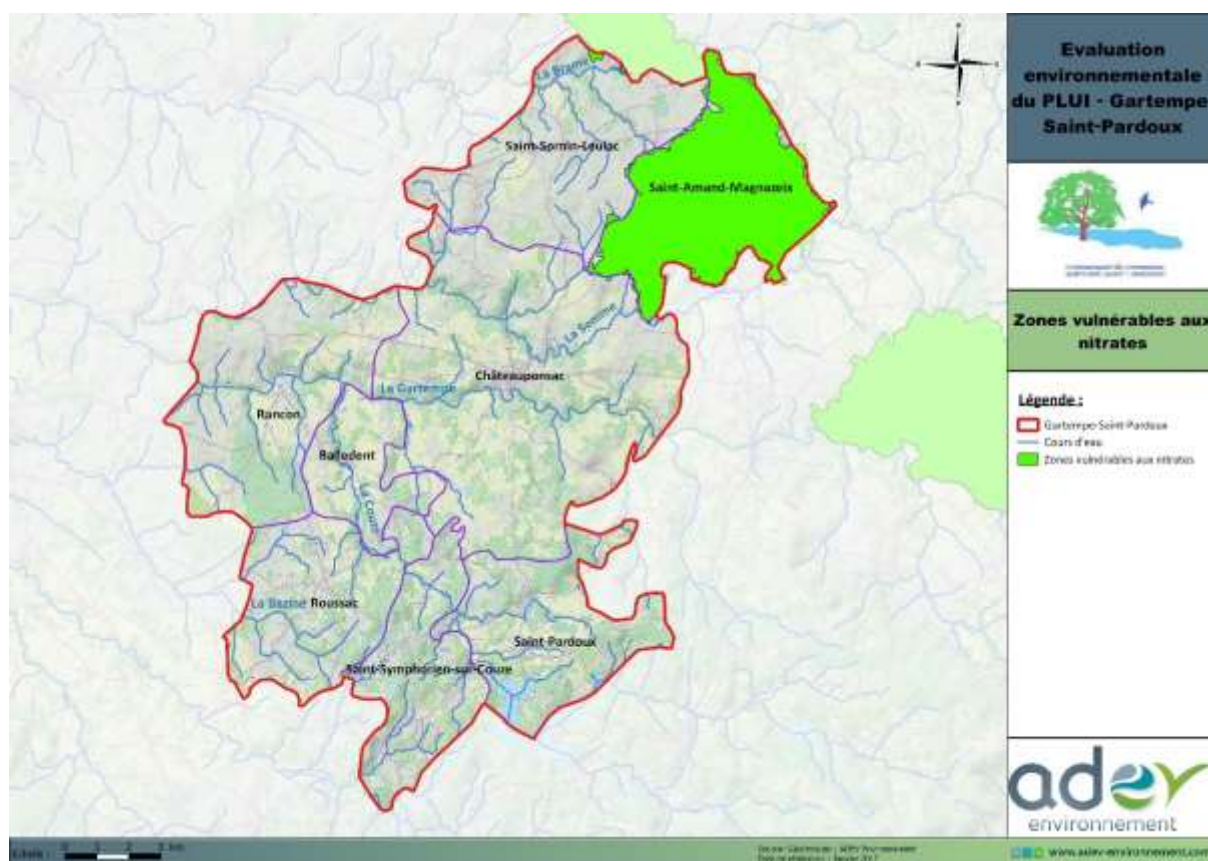 Evaluation
environnementale
du PLUI - Gartempe
Saint-Pardoux
Zones vulnérables aux
nitrates
Légende :
Gartempe-Saint-Pardoux
Cours d'eau
Zones vulnérables aux nitrates
La Brame
Saint-Sornin-Leulac
Saint-Amand-Magnazeix
La Semme
Châteauponsac
La Gartempe
Rancon
Balledent
La Couze
La Bazine
Roussac
Saint-Pardoux
Saint-Symphorien-sur-Couze
adev
environnement
www.adev-environnement.com